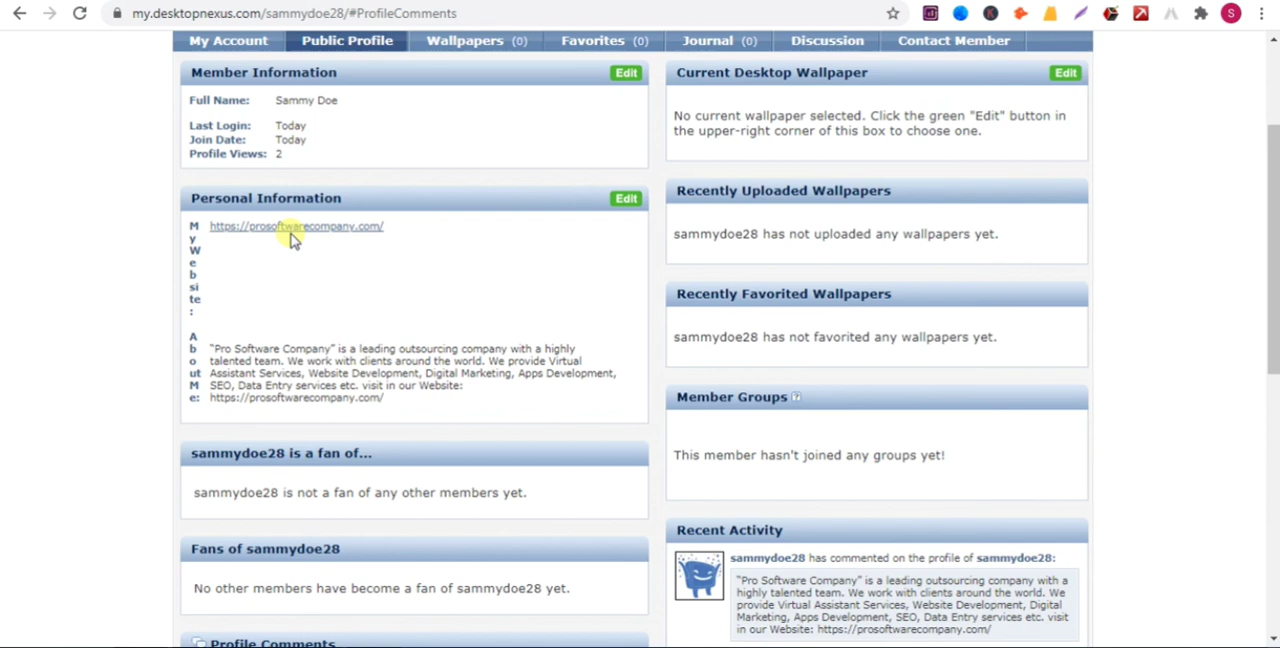 my.desktopnexus.com/sammydoe28/#ProfileComments
S
My Account
Public Profile
Wallpapers (0)
Favorites (0)
Journal (0)
Discussion
Contact Member
Member Information
Edit
Full Name: Sammy Doe
Last Login: Today
Join Date: Today
Profile Views: 2
Personal Information
Edit
M
y
W
e
b
si
te
:
https://prosoftwarecompany.com/
A
b
o
ut
M
e:
"Pro Software Company" is a leading outsourcing company with a highly
talented team. We work with clients around the world. We provide Virtual
Assistant Services, Website Development, Digital Marketing, Apps Development,
SEO, Data Entry services etc. visit in our Website:
https://prosoftwarecompany.com/
sammydoe28 is a fan of...
sammydoe28 is not a fan of any other members yet.
Fans of sammydoe28
No other members have become a fan of sammydoe28 yet.
Profile Comments
Current Desktop Wallpaper
Edit
No current wallpaper selected. Click the green "Edit" button in
the upper-right corner of this box to choose one.
Recently Uploaded Wallpapers
sammydoe28 has not uploaded any wallpapers yet.
Recently Favorited Wallpapers
sammydoe28 has not favorited any wallpapers yet.
Member Groups ?
This member hasn't joined any groups yet!
Recent Activity
sammydoe28 has commented on the profile of sammydoe28:
"Pro Software Company" is a leading outsourcing company with a
highly talented team. We work with clients around the world. We
provide Virtual Assistant Services, Website Development, Digital
Marketing, Apps Development, SEO, Data Entry services etc. visit
in our Website: https://prosoftwarecompany.com/